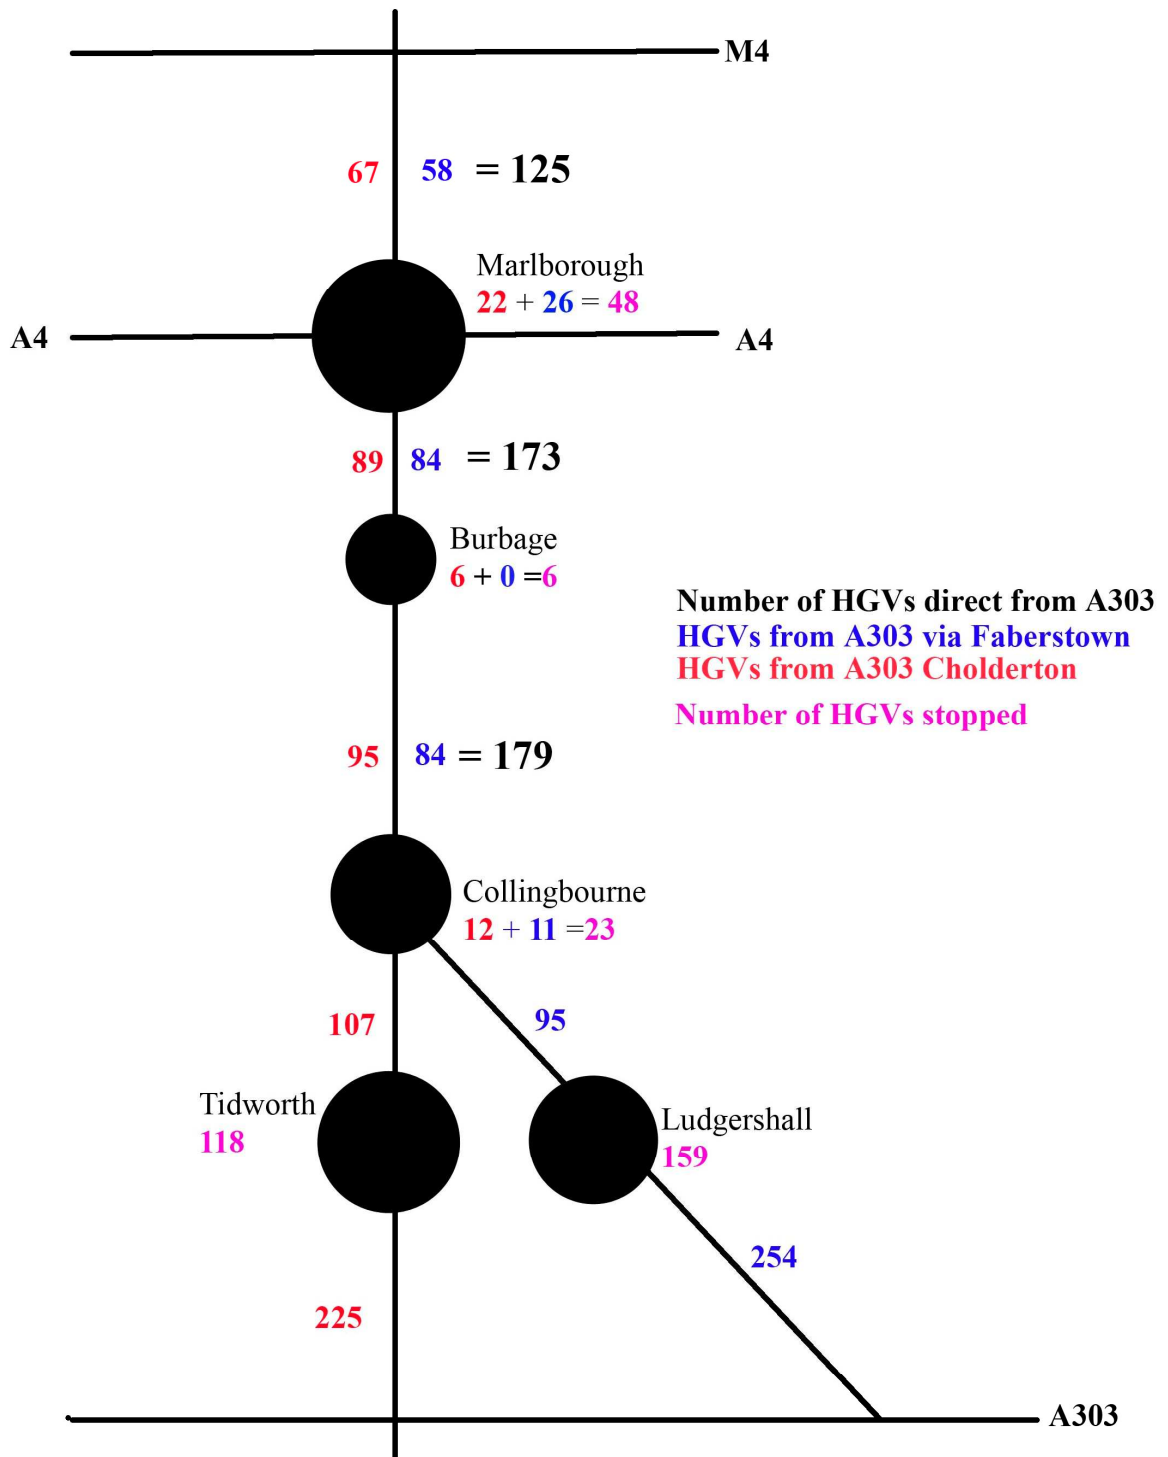 M4
67 58 = 125
Marlborough
22 + 26 = 48
A4 A4
89 84 = 173
Burbage
6 + 0 =6
Number of HGVs direct from A303
HGVs from A303 via Faberstown
HGVs from A303 Cholderton
Number of HGVs stopped
95 84 = 179
Collingbourne
12 + 11 =23
107 95
Tidworth
118
Ludgershall
159
254
225
A303